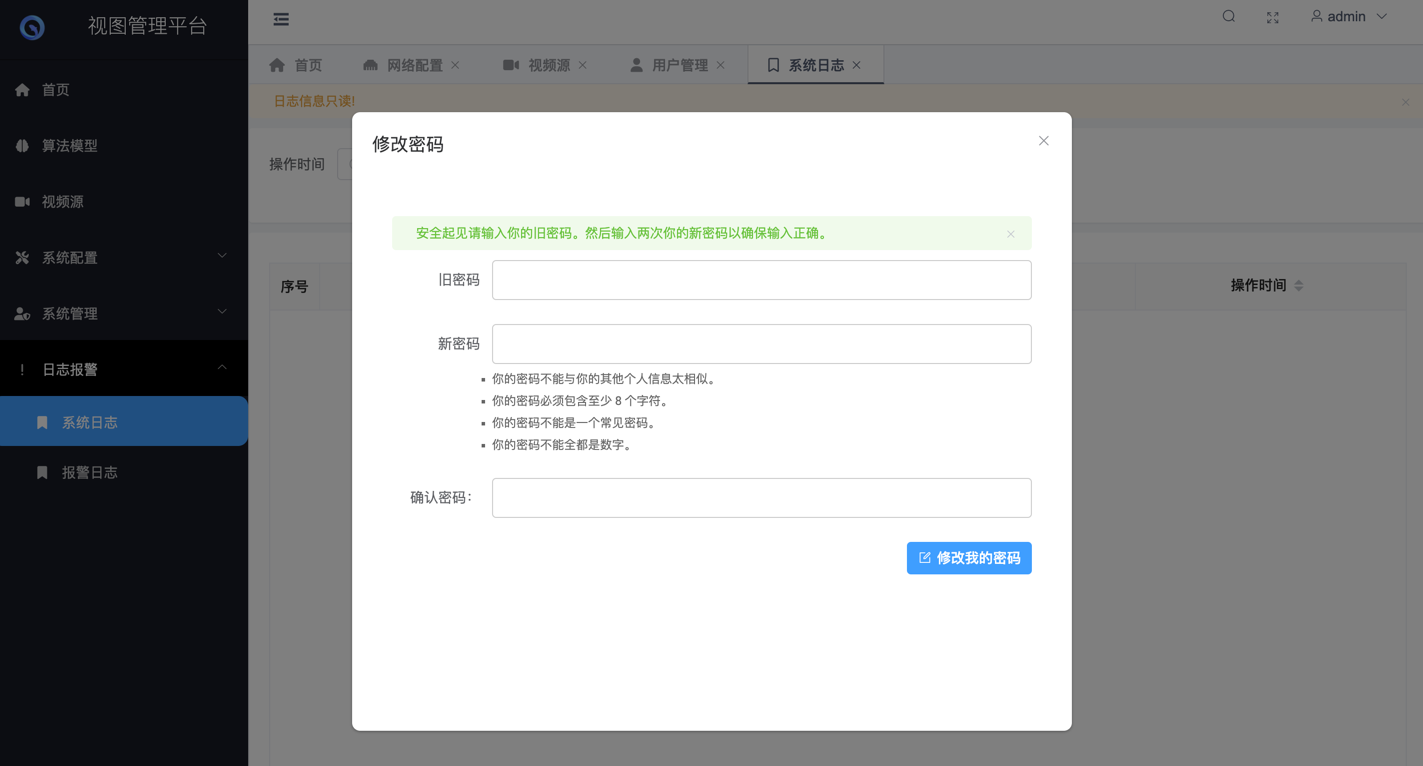 视图管理平台
admin
首页
网络配置
视频源
用户管理
系统日志
日志信息只读!
首页
算法模型
视频源
系统配置
系统管理
日志报警
系统日志
报警日志
操作时间
序号
操作时间
修改密码
安全起见请输入你的旧密码。然后输入两次你的新密码以确保输入正确。
旧密码
新密码
你的密码不能与你的其他个人信息太相似。
你的密码必须包含至少 8 个字符。
你的密码不能是一个常见密码。
你的密码不能全都是数字。
确认密码：
修改我的密码